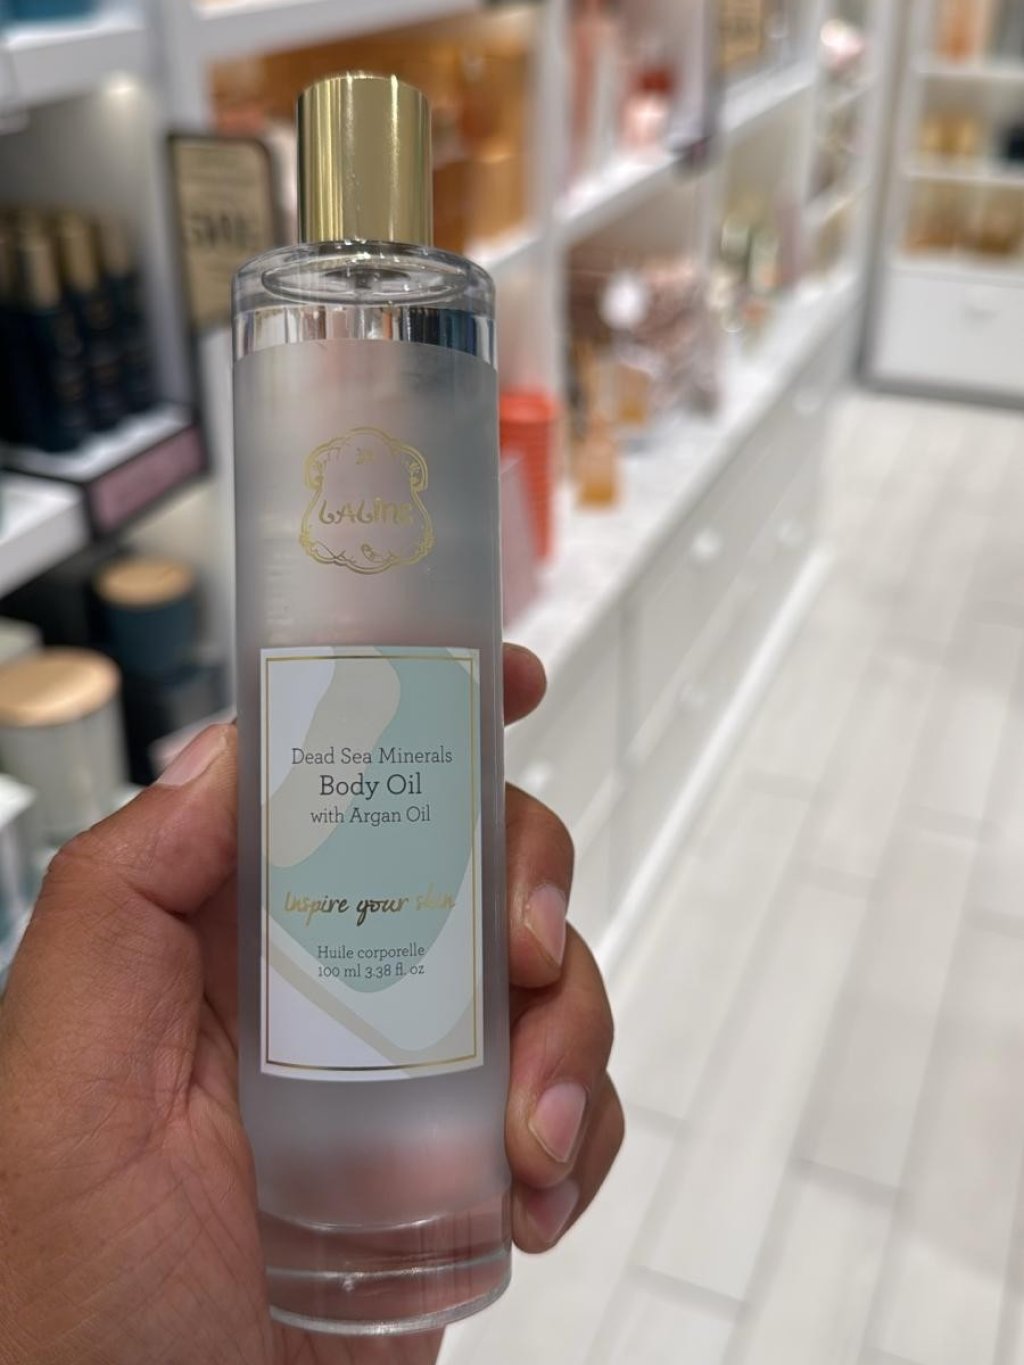 LALiNE
Dead Sea Minerals
Body Oil
with Argan Oil
Inspire your skin
Huile corporelle
100 ml 3.38 fl. oz